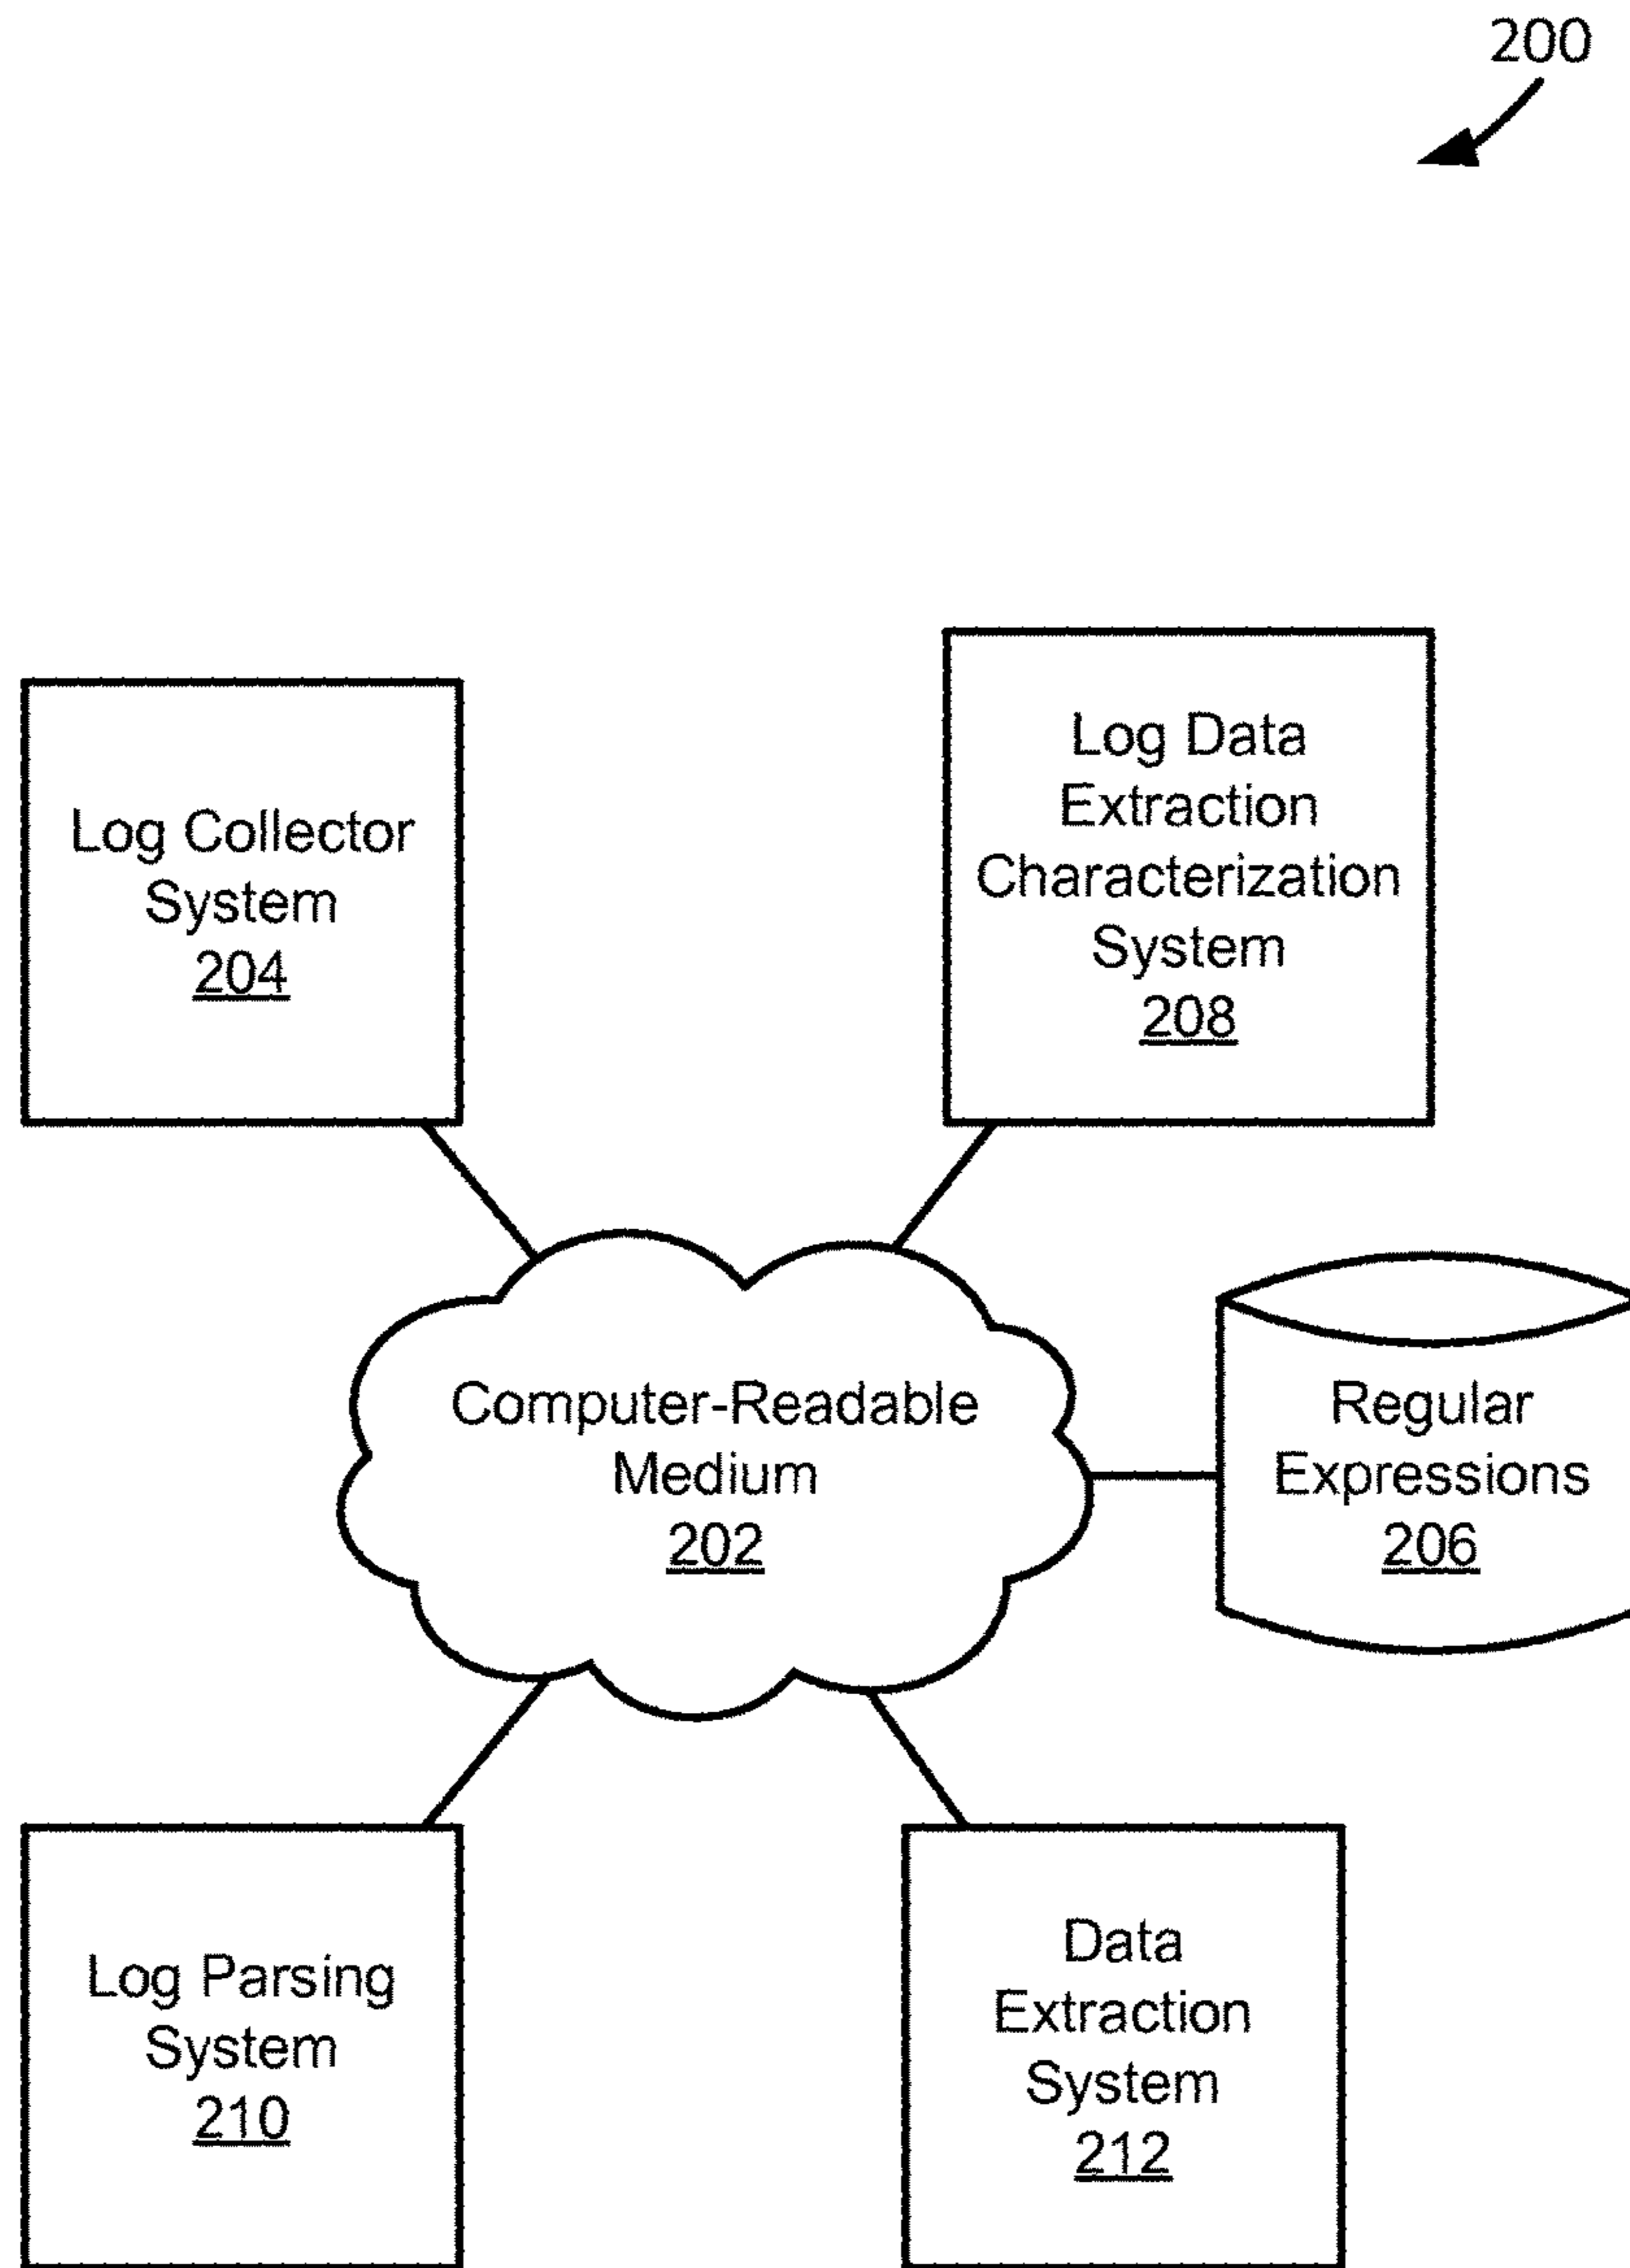 200
Log Collector
System
204
Log Data
Extraction
Characterization
System
208
Computer-Readable
Medium
202
Regular
Expressions
206
Log Parsing
System
210
Data
Extraction
System
212